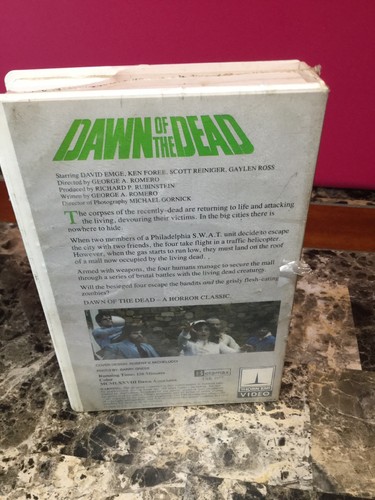 DAWN OF THE DEAD
Starring DAVID EMGE, KEN FOREE, SCOTT REINIGER, GAYLEN ROSS
Directed by GEORGE A. ROMERO
Produced by RICHARD P. RUBINSTEIN
Written by GEORGE A. ROMERO
Director of Photography MICHAEL GORNICK
The corpses of the recently-dead are returning to life and attacking
the living, devouring their victims. In the big cities there is
nowhere to hide.
When two members of a Philadelphia S.W.A.T. unit decide to escape
the city with two friends, the four take flight in a traffic helicopter.
However, when the gas starts to run low, they must land on the roof
of a mall now occupied by the living dead. . .
Armed with weapons, the four humans manage to secure the mall
through a series of brutal battles with the living dead creatures.
Will the besieged four escape the bandits and the grisly flesh-eating
zombies?
DAWN OF THE DEAD – A HORROR CLASSIC.
Running Time: 126 Minutes
Color
VIDEO